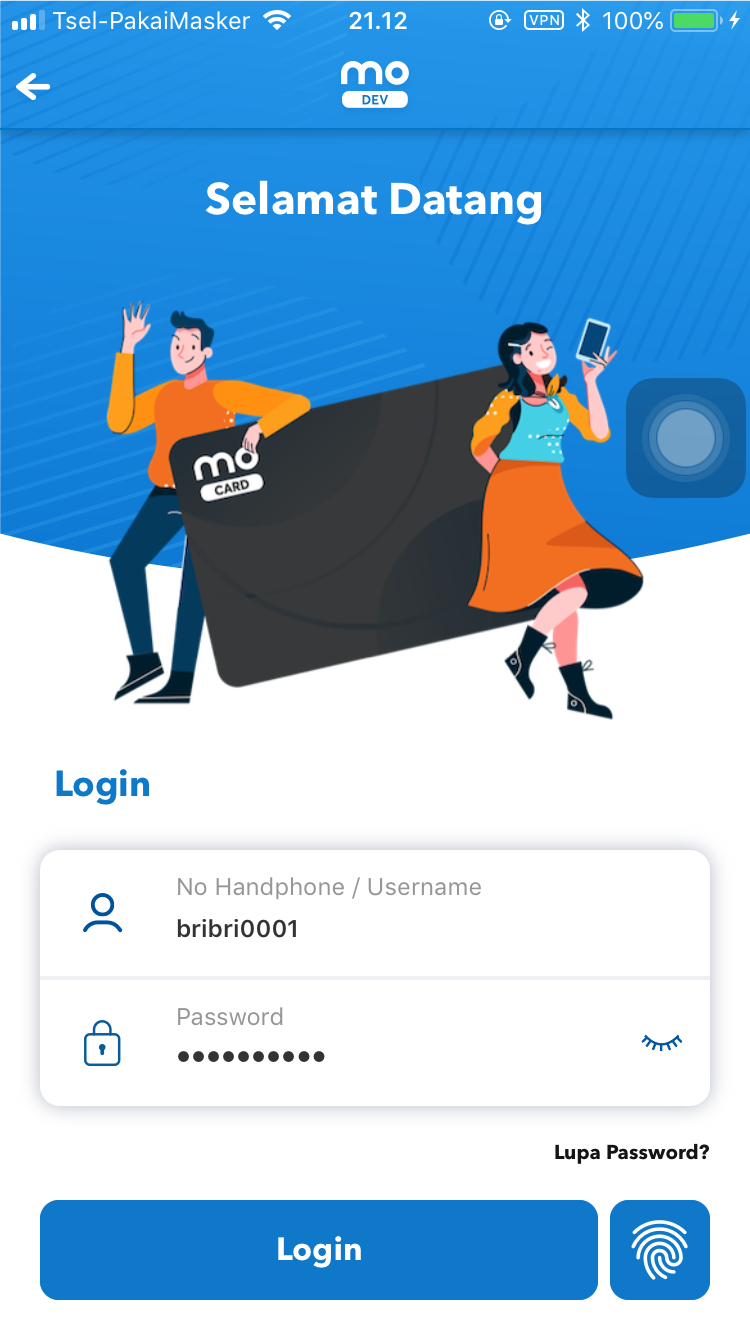 Tsel-PakaiMasker 21.12 VPN 100%
mo
DEV
Selamat Datang
mo
CARD
Login
No Handphone / Username
bribri0001
Password
••••••••••
Lupa Password?
Login